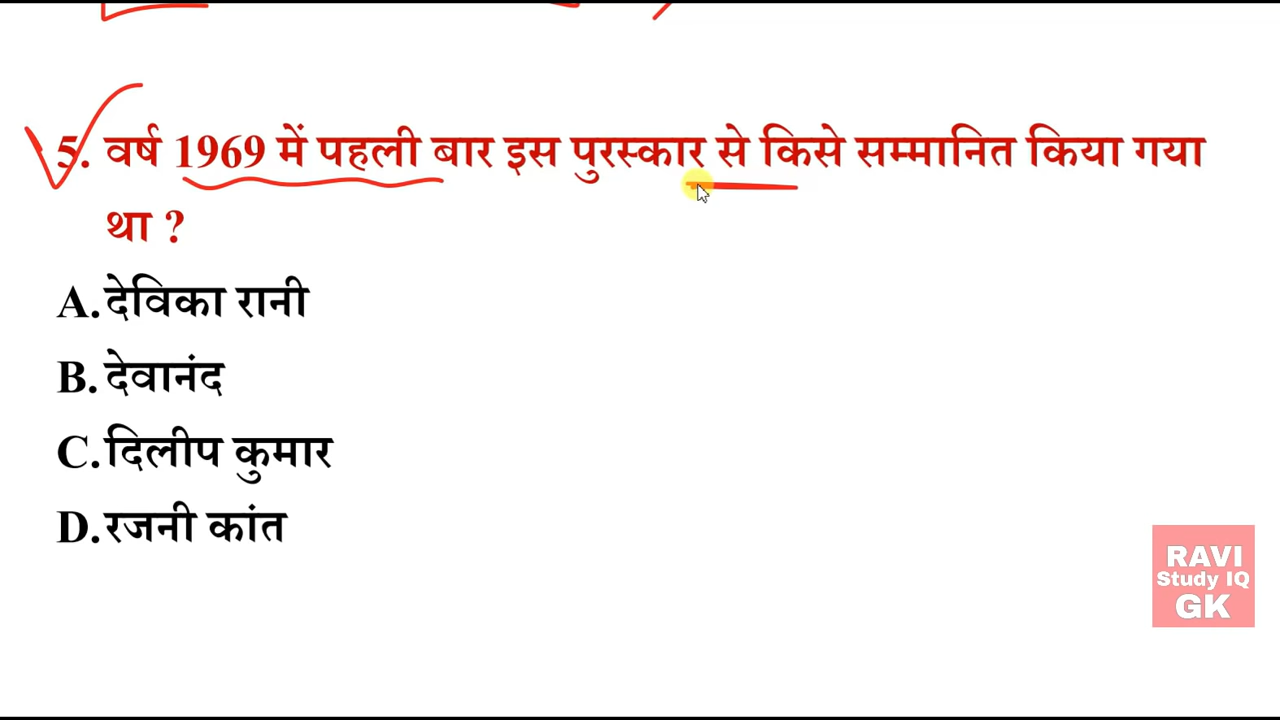 5. वर्ष 1969 में पहली बार इस पुरस्कार से किसे सम्मानित किया गया
था ?
A. देविका रानी
B. देवानंद
C. दिलीप कुमार
D. रजनी कांत
RAVI
Study IQ
GK